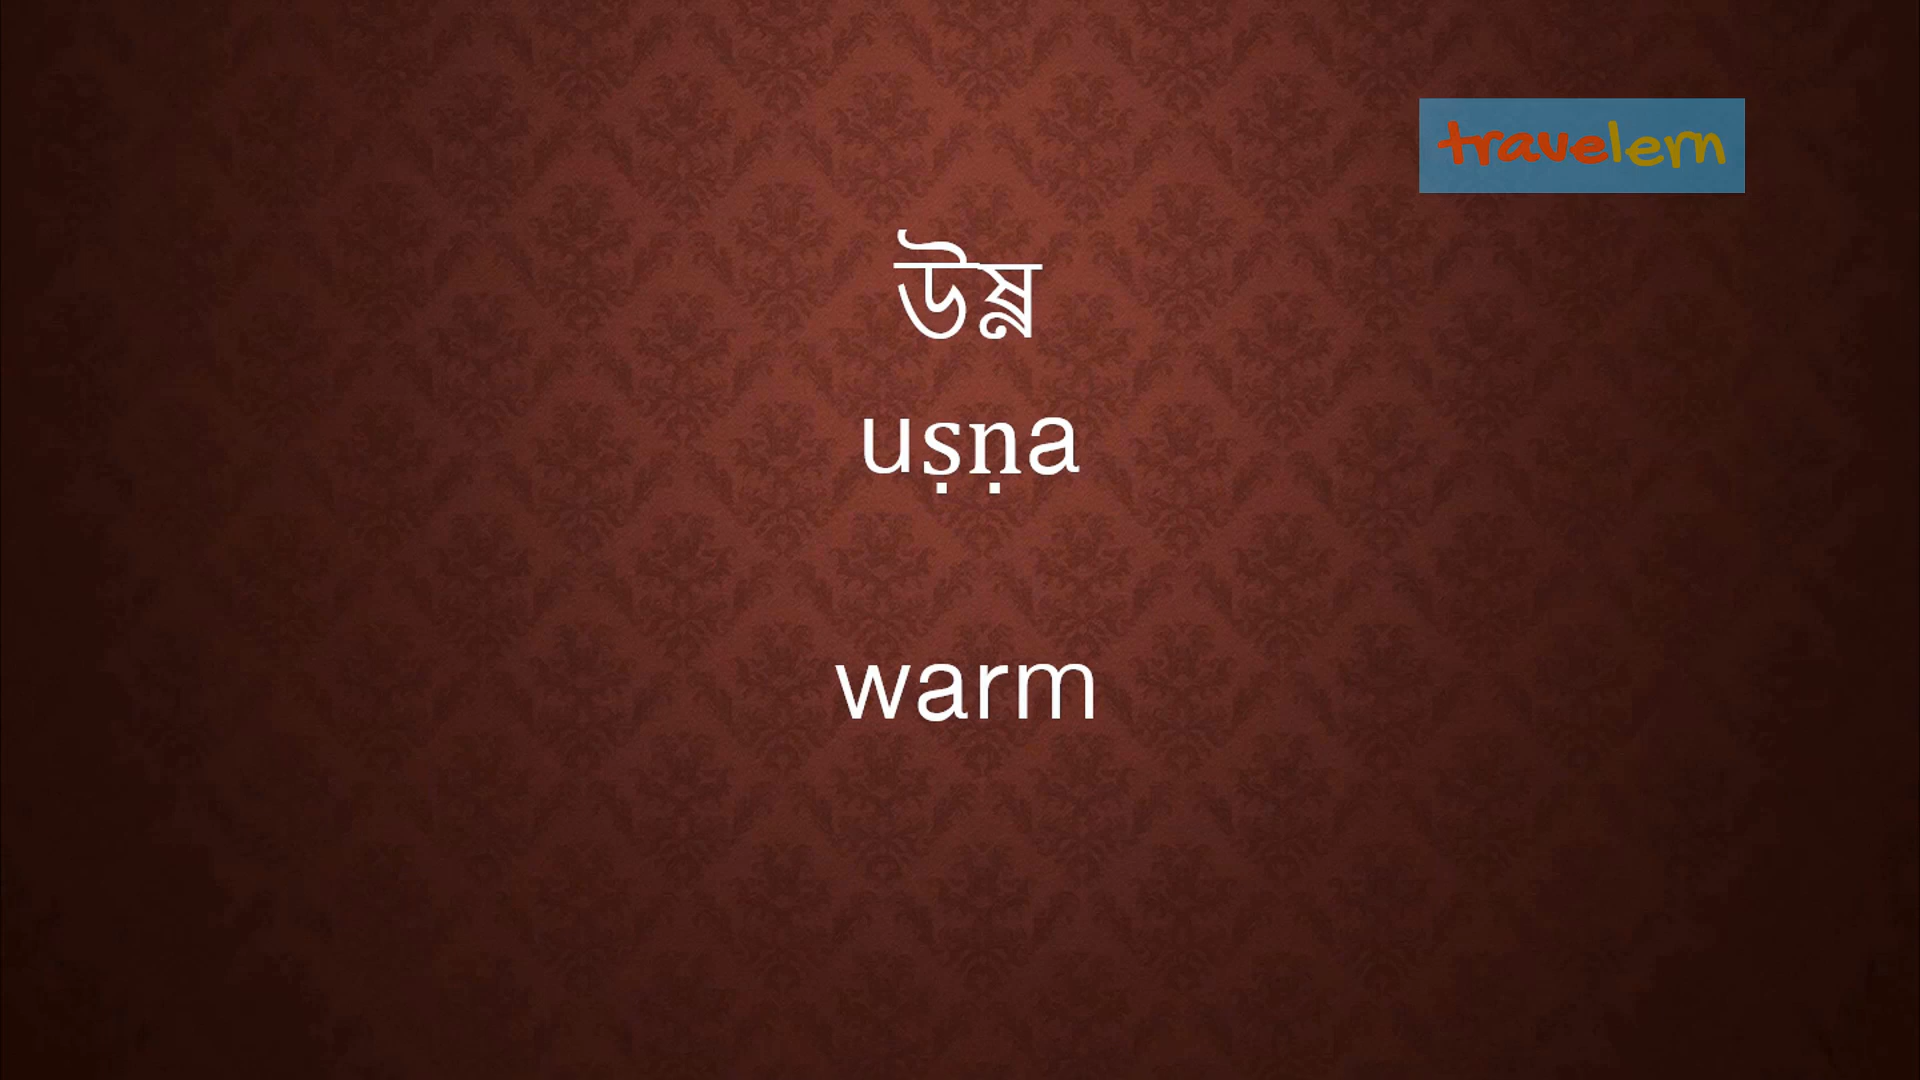 travelern
উষ্ণ
uṣṇa
warm